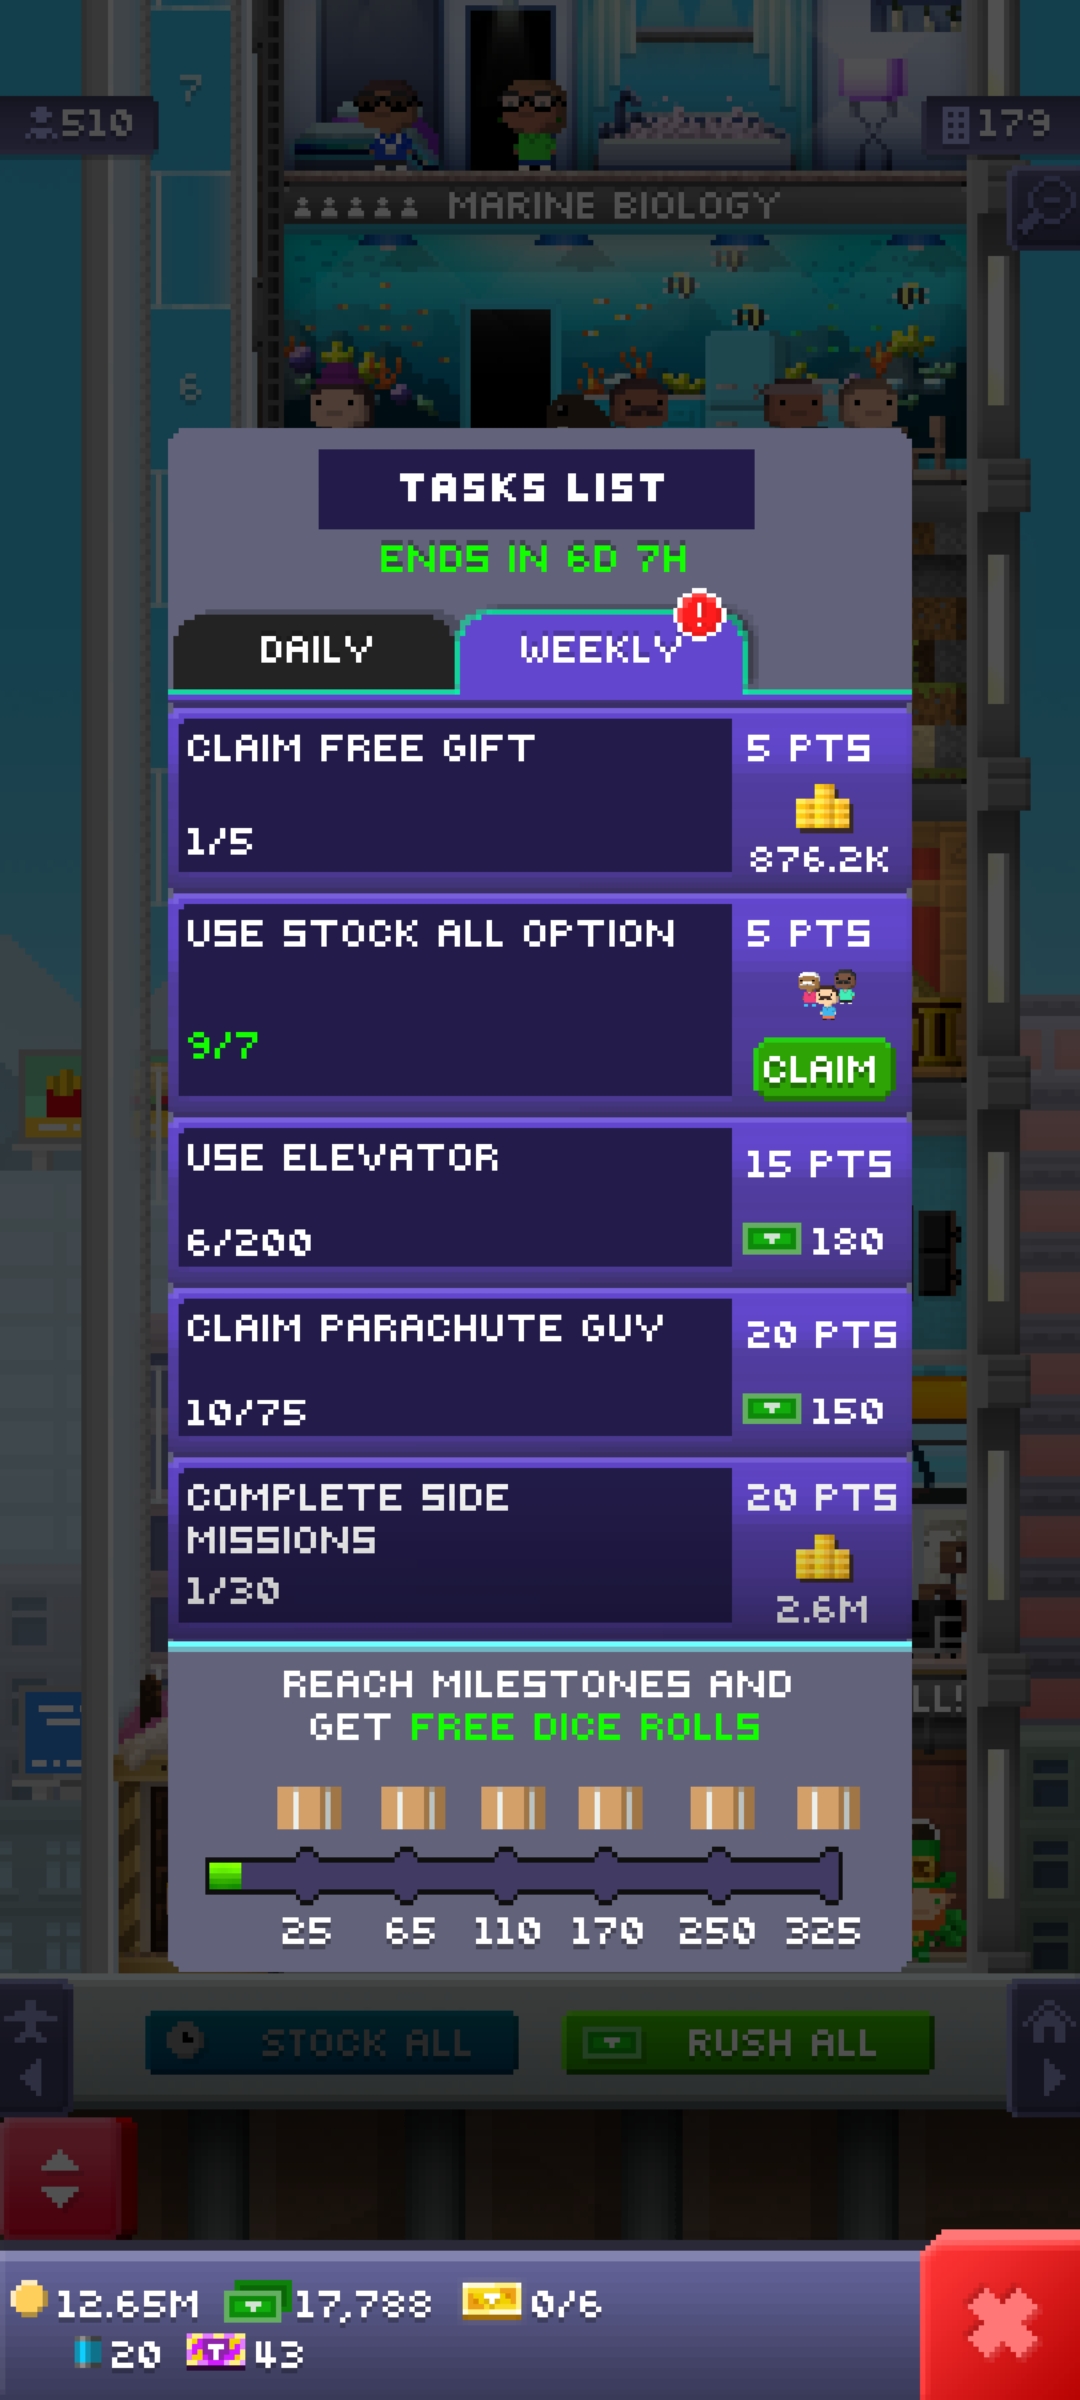 7
510
179
MARINE BIOLOGY
6
TASKS LIST
ENDS IN 6D 7H
DAILY
WEEKLY
!
CLAIM FREE GIFT
5 PTS
1/5
876.2K
USE STOCK ALL OPTION
5 PTS
9/7
CLAIM
USE ELEVATOR
15 PTS
6/200
180
CLAIM PARACHUTE GUY
20 PTS
10/75
150
COMPLETE SIDE
MISSIONS
20 PTS
1/30
2.6M
REACH MILESTONES AND
GET FREE DICE ROLLS
LL!
25 65 110 170 250 325
STOCK ALL
RUSH ALL
12.65M 17,788 0/6
20 43